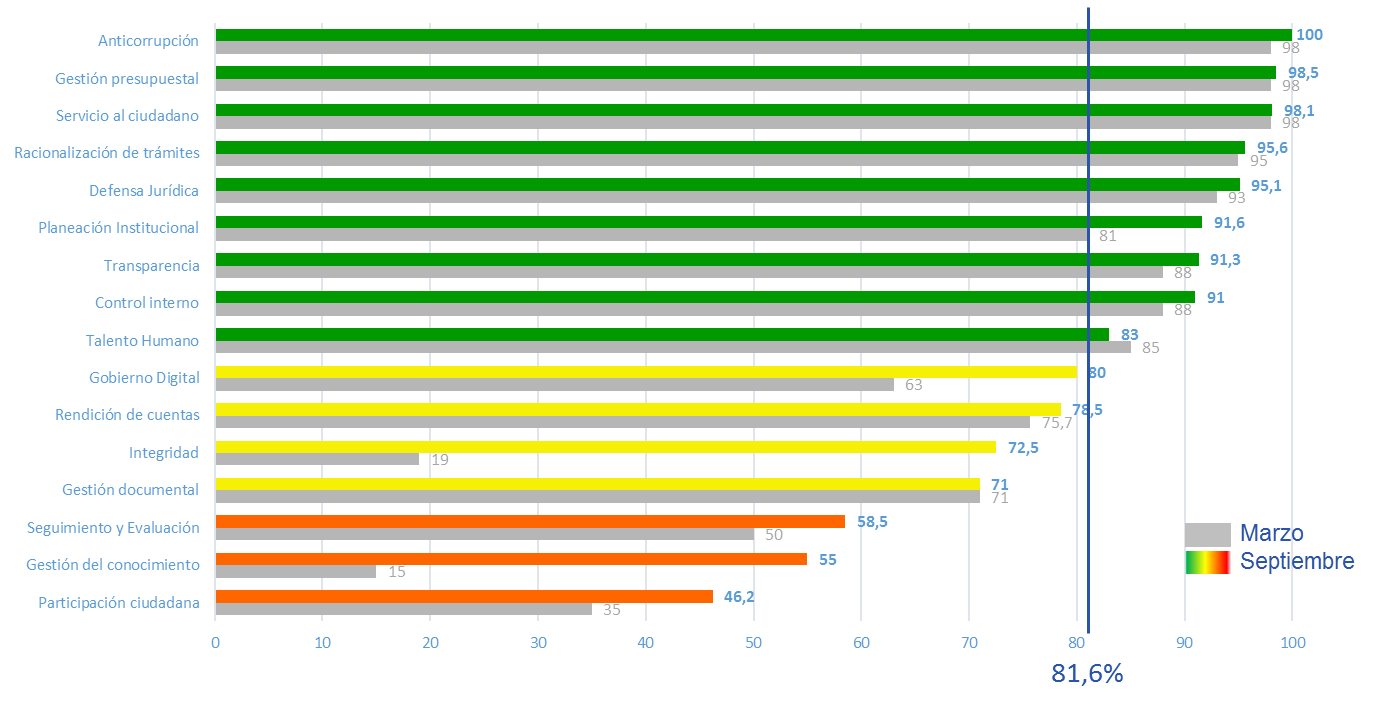 Anticorrupción 100
98
Gestión presupuestal 98,5
98
Servicio al ciudadano 98,1
98
Racionalización de trámites 95,6
95
Defensa Jurídica 95,1
93
Planeación Institucional 91,6
81
Transparencia 91,3
88
Control interno 91
88
Talento Humano 83
85
Gobierno Digital 80
63
Rendición de cuentas 78,5
75,7
Integridad 72,5
19
Gestión documental 71
71
Seguimiento y Evaluación 58,5
50
Gestión del conocimiento 55
15
Participación ciudadana 46,2
35
Marzo
Septiembre
0 10 20 30 40 50 60 70 80 90 100
81,6%